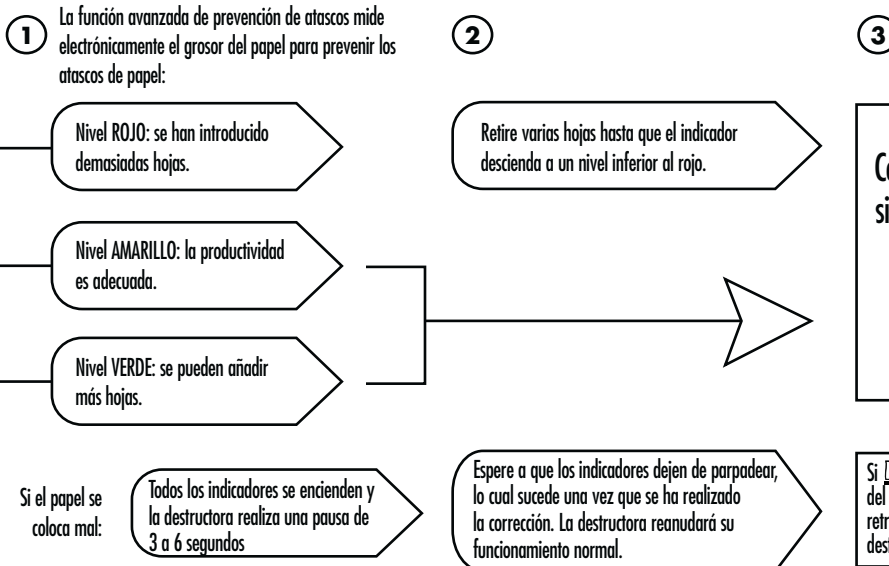 1
La función avanzada de prevención de atascos mide
electrónicamente el grosor del papel para prevenir los
atascos de papel:
2
3
Nivel ROJO: se han introducido
demasiadas hojas.
Retire varias hojas hasta que el indicador
descienda a un nivel inferior al rojo.
Nivel AMARILLO: la productividad
es adecuada.
Nivel VERDE: se pueden añadir
más hojas.
Si el papel se
coloca mal:
Todos los indicadores se encienden y
la destructora realiza una pausa de
3 a 6 segundos
Espere a que los indicadores dejen de parpadear,
lo cual sucede una vez que se ha realizado
la corrección. La destructora reanudará su
funcionamiento normal.
Si
del